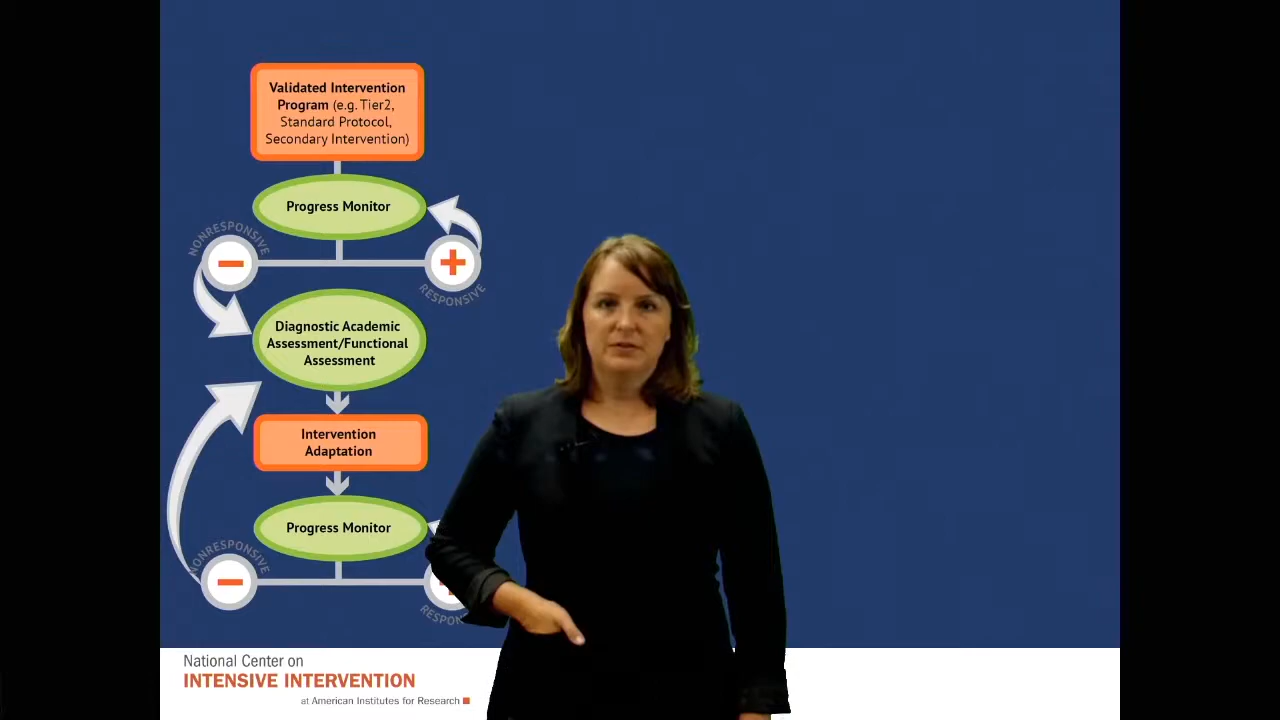 Validated Intervention
Program (e.g. Tier2,
Standard Protocol,
Secondary Intervention)
Progress Monitor
NONRESPONSIVE
RESPONSIVE
Diagnostic Academic
Assessment/Functional
Assessment
Intervention
Adaptation
Progress Monitor
NONRESPONSIVE
National Center on
INTENSIVE INTERVENTION
at American Institutes for Research